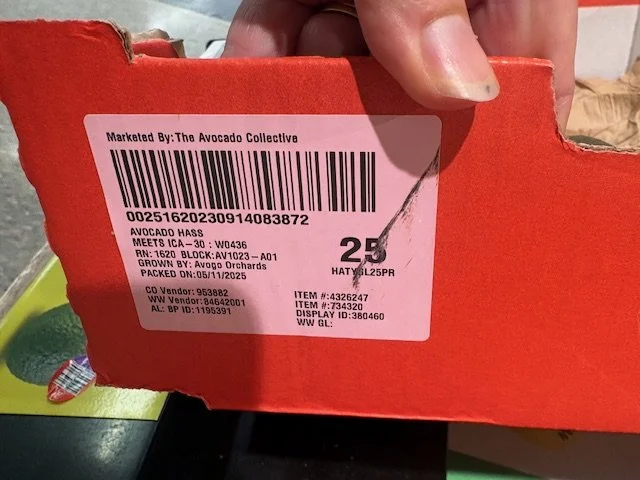 Marketed By: The Avocado Collective
00251620230914083872
AVOCADO HASS
MEETS ICA-30 : W0436
RN: 1620 BLOCK:AV1023-A01
GROWN BY: Avogo Orchards
PACKED ON:05/11/2025
25
HATYGL25PR
CO Vendor: 953882
WW Vendor:84642001
AL: BP ID:1195391
ITEM #:4326247
ITEM #:734320
DISPLAY ID:380460
WW GL: